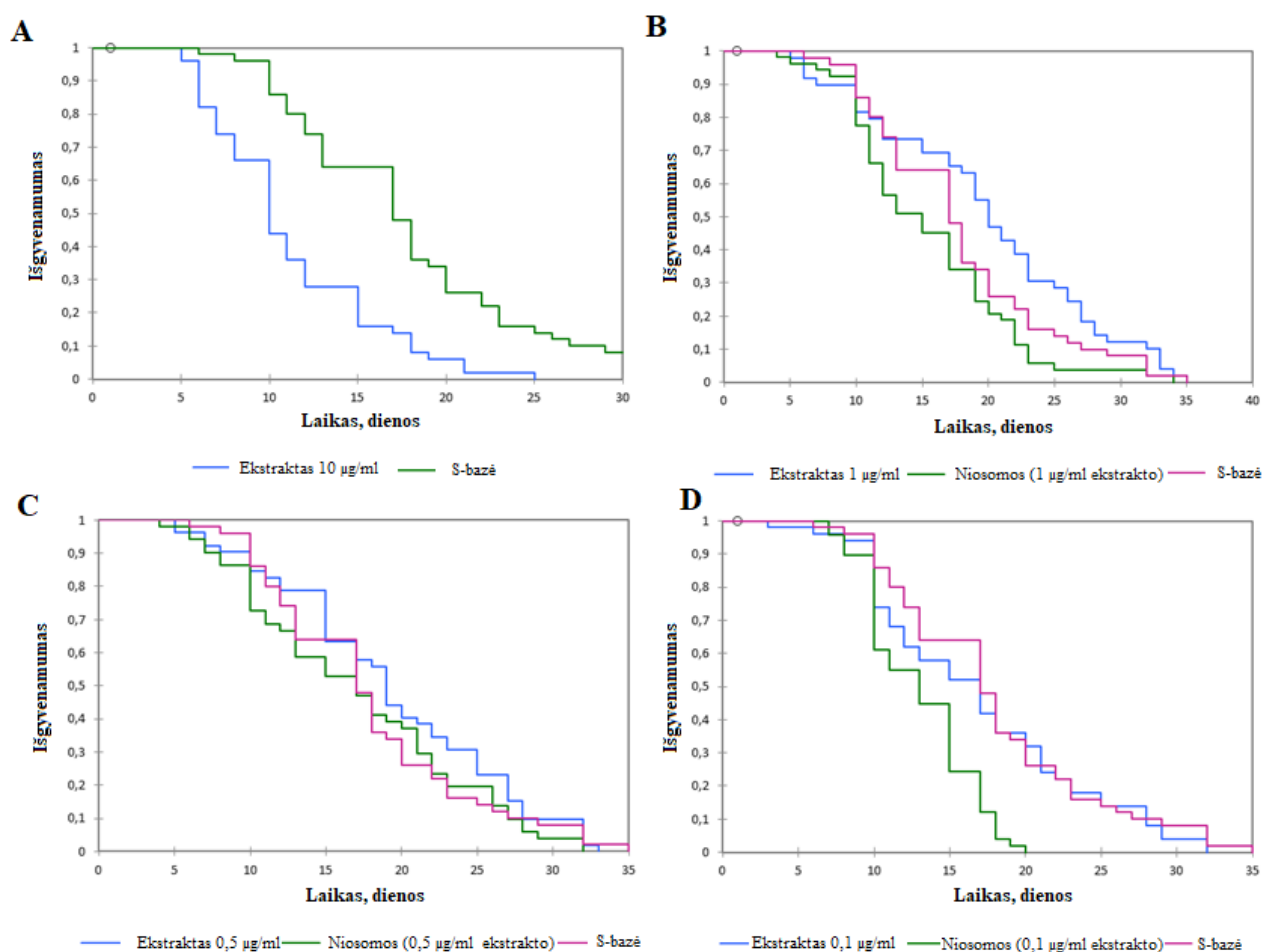 A
Išgyvenamumas
1
0,9
0,8
0,7
0,6
0,5
0,4
0,3
0,2
0,1
0
0 5 10 15 20 25 30
Laikas, dienos
Ekstraktas 10 µg/ml S-bazė
B
Išgyvenamumas
1
0,9
0,8
0,7
0,6
0,5
0,4
0,3
0,2
0,1
0
0 5 10 15 20 25 30 35 40
Laikas, dienos
Ekstraktas 1 µg/ml Niosomos (1 µg/ml ekstrakto) S-bazė
C
Išgyvenamumas
1
0,9
0,8
0,7
0,6
0,5
0,4
0,3
0,2
0,1
0
0 5 10 15 20 25 30 35
Laikas, dienos
Ekstraktas 0,5 µg/ml Niosomos (0,5 µg/ml ekstrakto) S-bazė
D
Išgyvenamumas
1
0,9
0,8
0,7
0,6
0,5
0,4
0,3
0,2
0,1
0
0 5 10 15 20 25 30 35
Laikas, dienos
Ekstraktas 0,1 µg/ml Niosomos (0,1 µg/ml ekstrakto) S-bazė